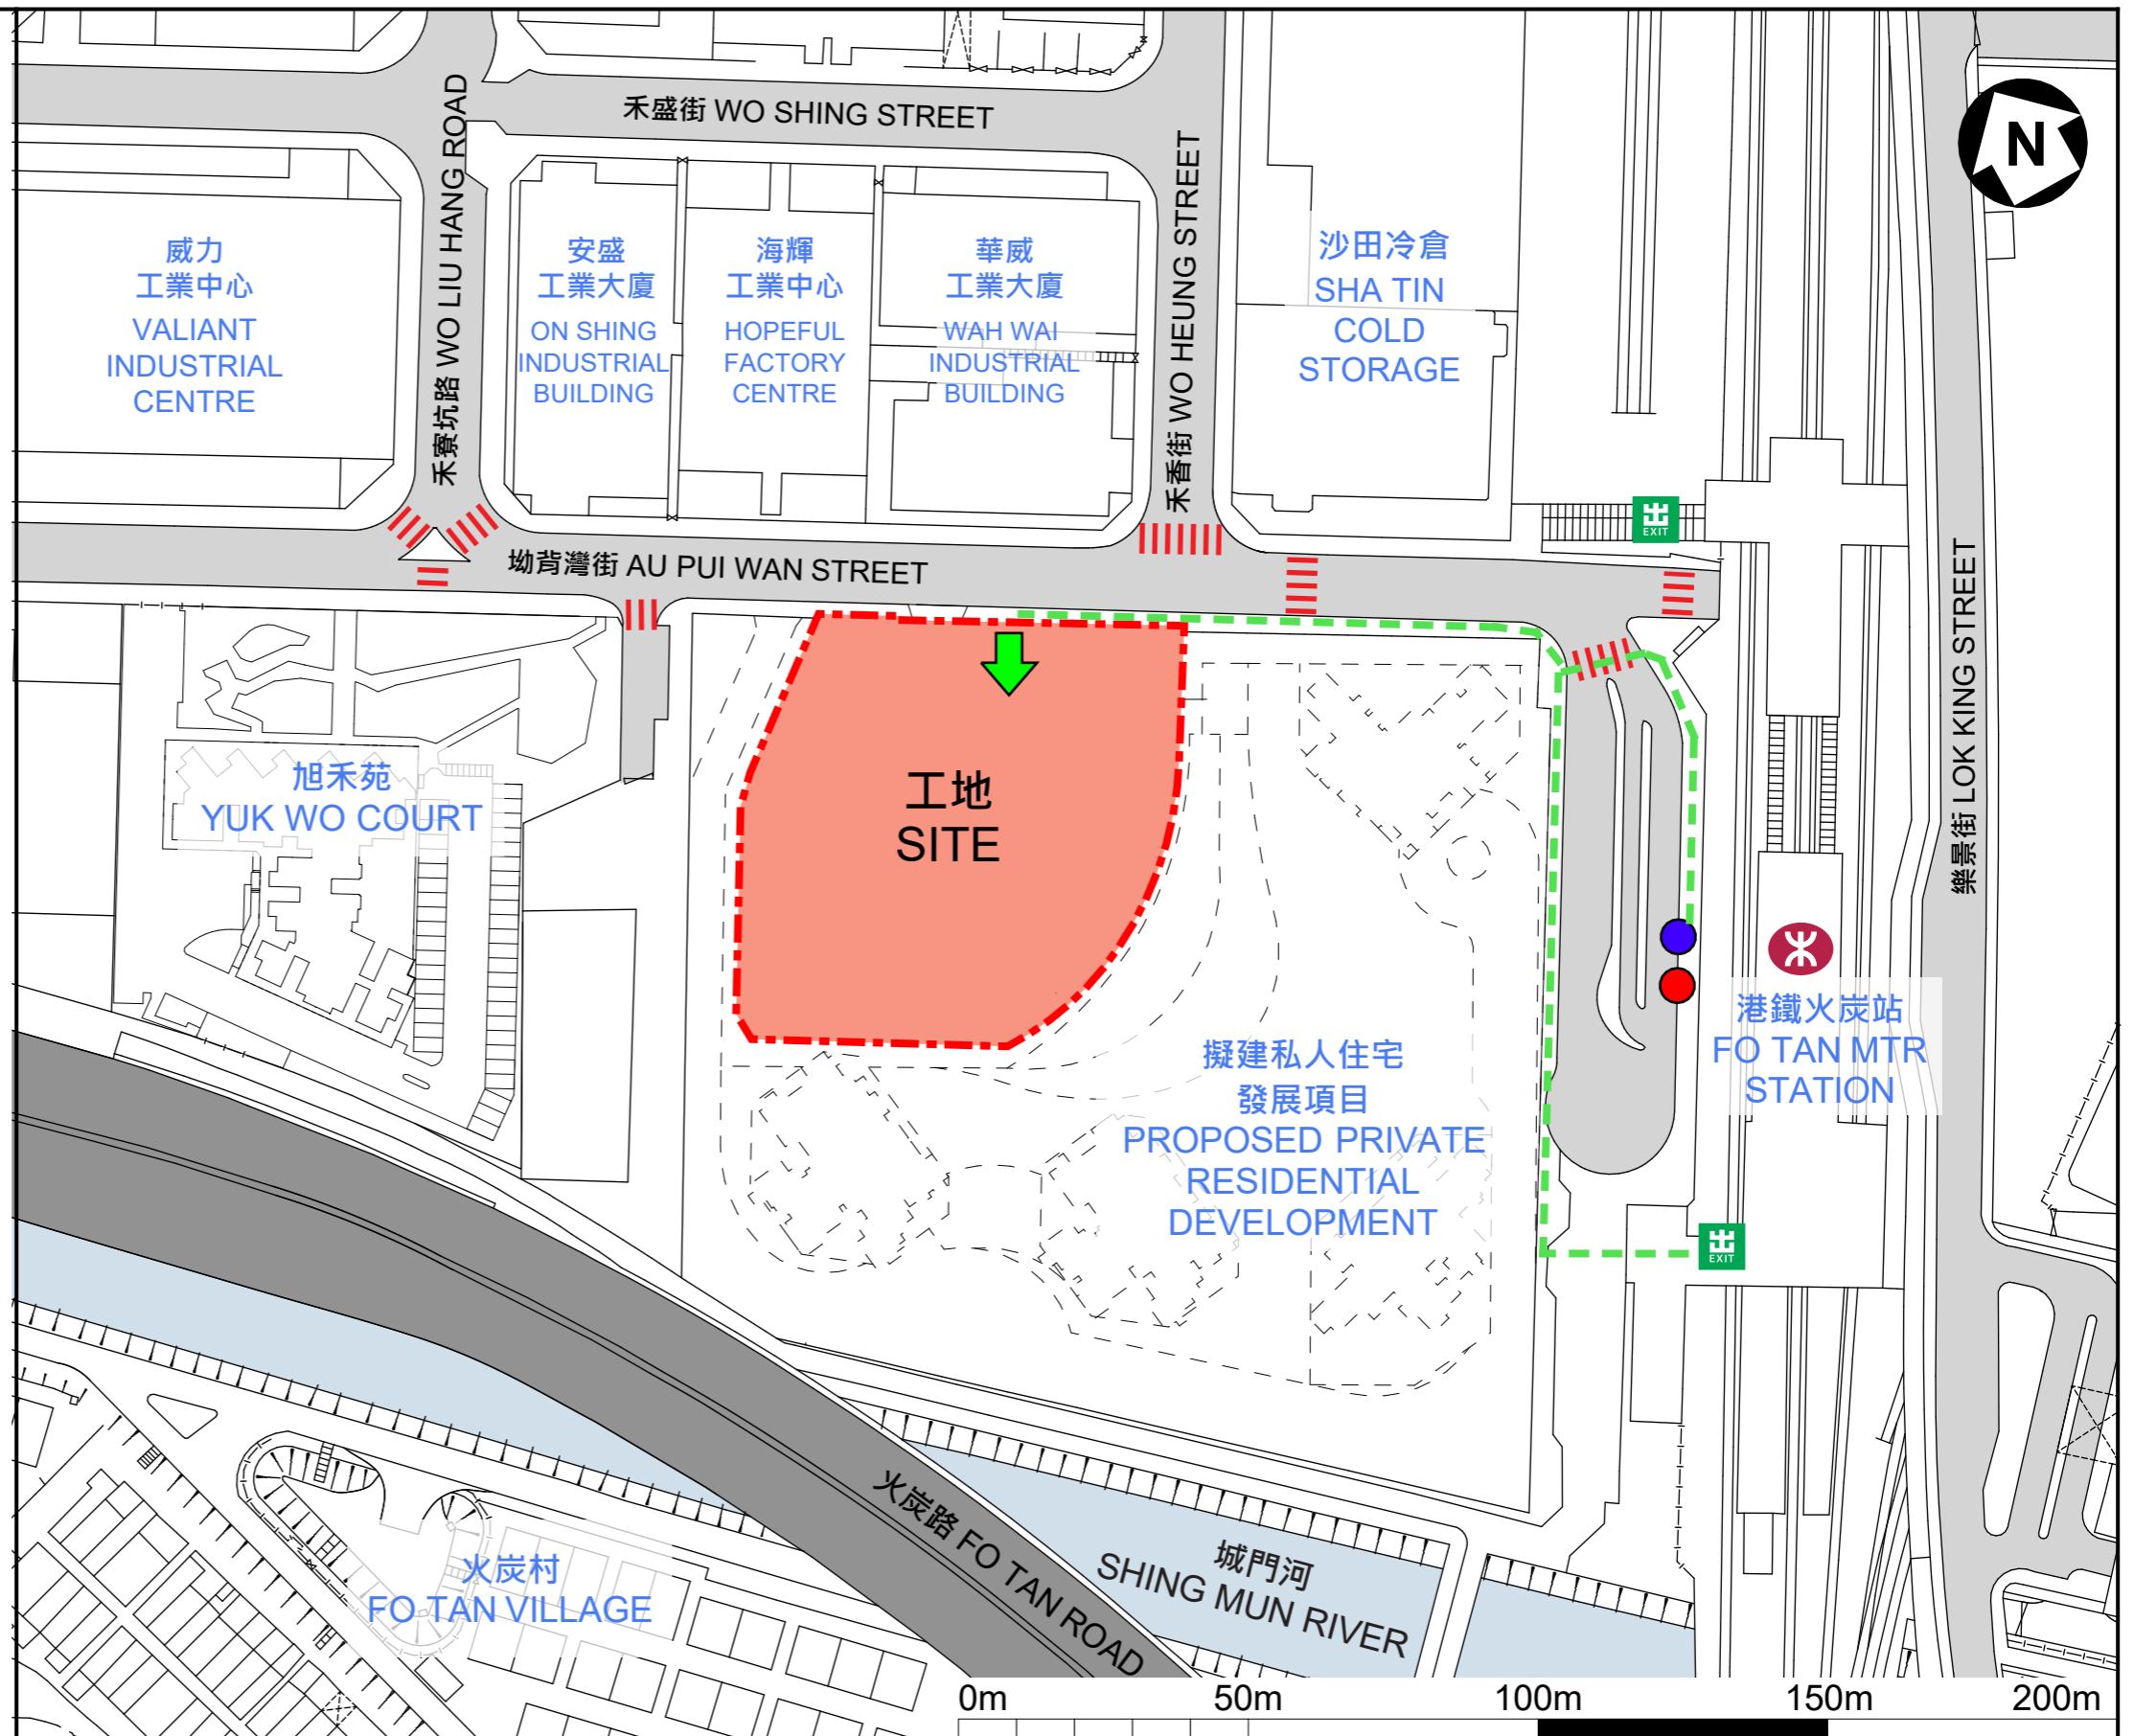 禾盛街 WO SHING STREET
N
禾寮坑路 WO LIU HANG ROAD
禾香街 WO HEUNG STREET
威力
工業中心
VALIANT
INDUSTRIAL
CENTRE
安盛
工業大廈
ON SHING
INDUSTRIAL
BUILDING
海輝
工業中心
HOPEFUL
FACTORY
CENTRE
華威
工業大廈
WAH WAI
INDUSTRIAL
BUILDING
沙田冷倉
SHA TIN
COLD
STORAGE
出
EXIT
坳背灣街 AU PUI WAN STREET
樂景街 LOK KING STREET
旭禾苑
YUK WO COURT
工地
SITE
港鐵火炭站
FO TAN MTR
STATION
擬建私人住宅
發展項目
PROPOSED PRIVATE
RESIDENTIAL
DEVELOPMENT
出
EXIT
火炭路 FO TAN ROAD
城門河
SHING MUN RIVER
火炭村
FO TAN VILLAGE
0m 50m 100m 150m 200m